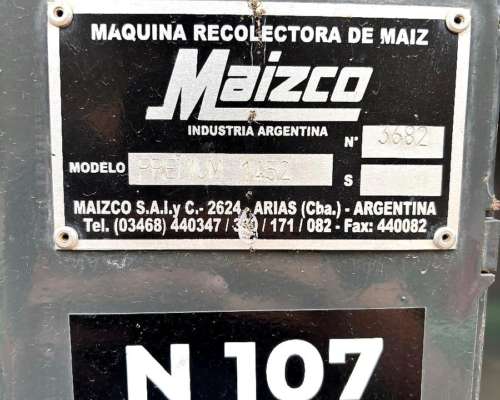 MAQUINA RECOLECTORA DE MAIZ
Maizco
INDUSTRIA ARGENTINA
N° 3682
MODELO PREMIUM 1452
S
MAIZCO S.A.I.y C.- 2624 - ARIAS (Cba.) - ARGENTINA
Tel. (03468) 440347 / / 171 / 082 - Fax: 440082
N 107